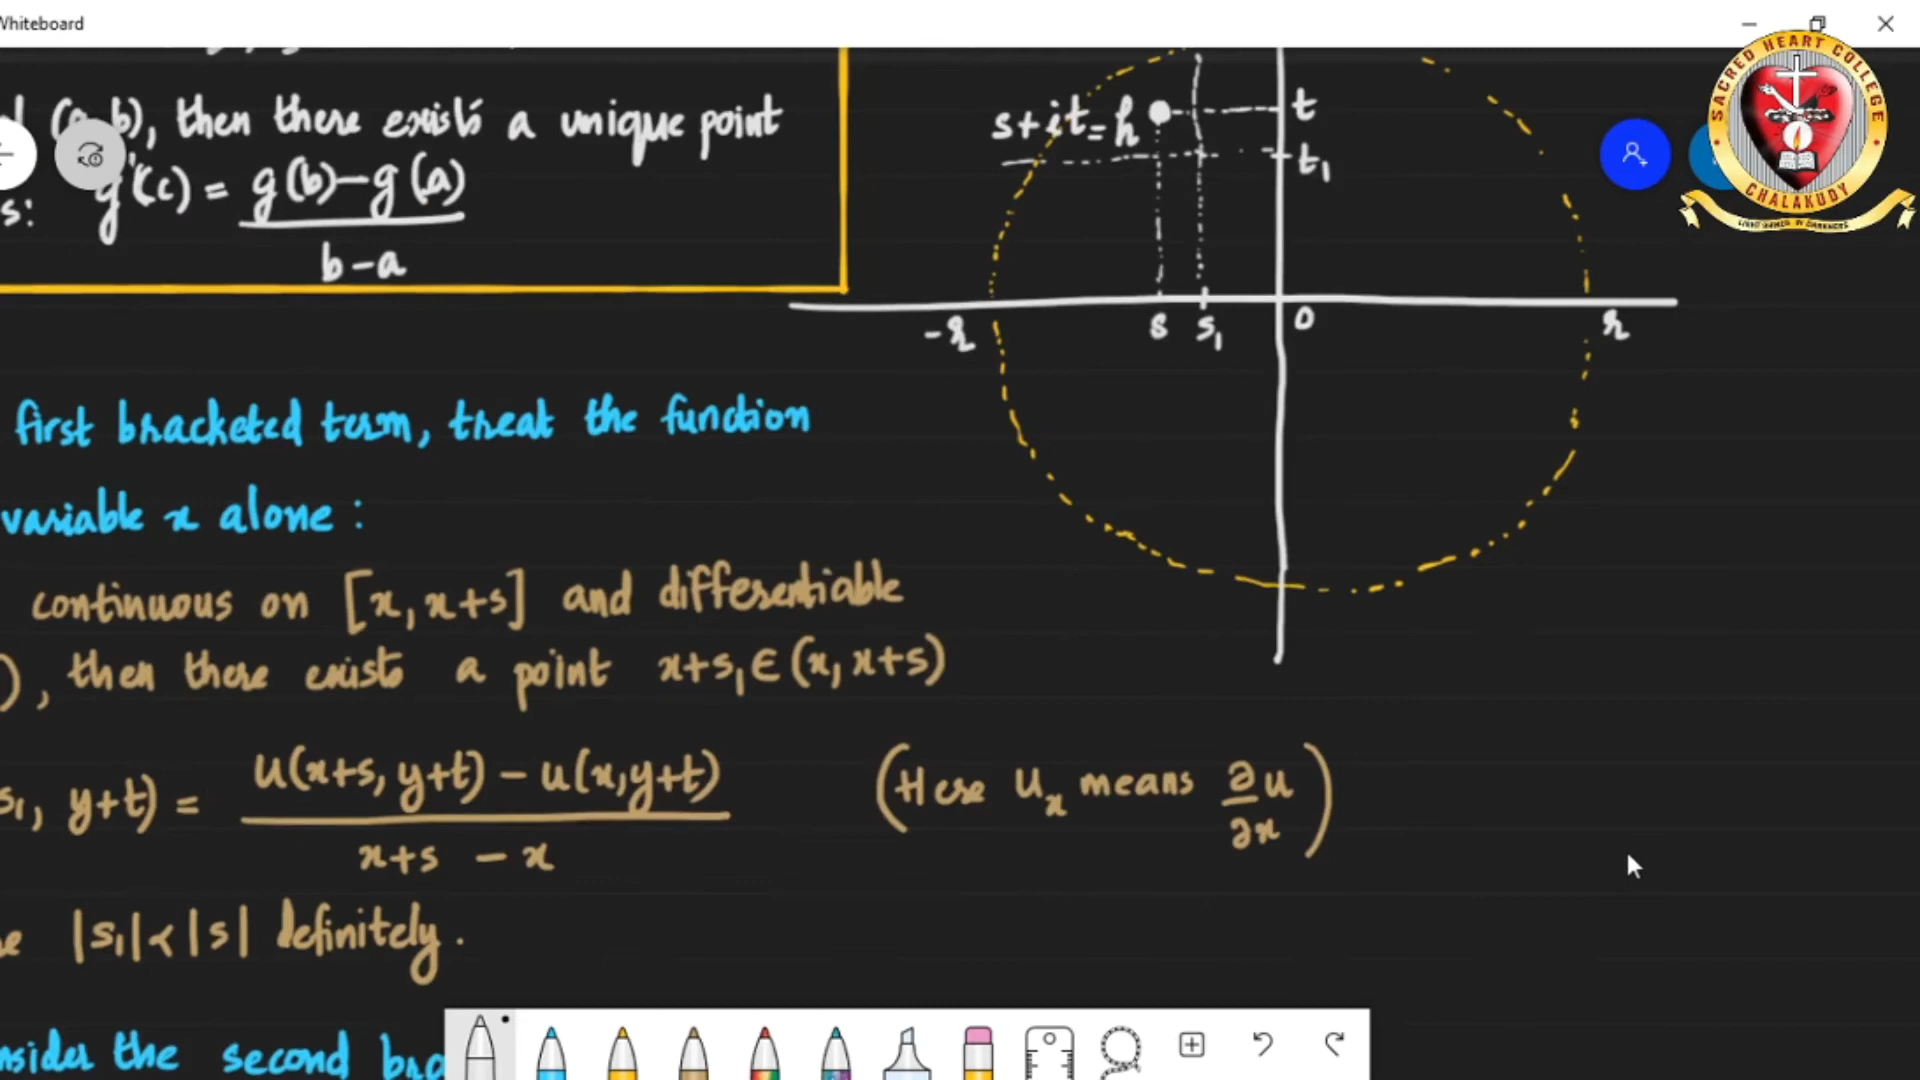 Whiteboard
(a, b), then there exists a unique point
s: g'(c) = g(b)-g(a)
b-a
s+it=h
t
t₁
-r
s
s₁
0
r
first bracketed term, treat the function
variable x alone :
continuous on [x, x+s] and differentiable
), then there exists a point x+s₁∈(x, x+s)
s₁, y+t) = u(x+s, y+t) - u(x,y+t)
x+s - x
(Here uₓ means ∂u
∂x)
|s₁|<|s| definitely.
nsider the second bra
SACRED HEART COLLEGE
CHALAKUDY